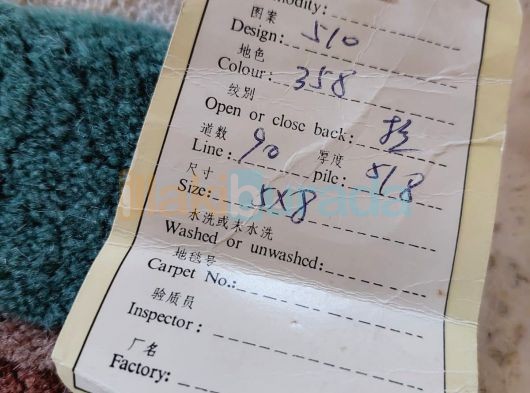 modity:
图案
Design: 510
地色
Colour: 358
纹别
Open or close back:
道数 厚度
Line: 90 pile: 5/8
尺寸
Size: 5x8
水洗或未水洗
Washed or unwashed:
地毯号
Carpet No.:
验质员
Inspector:
厂名
Factory: